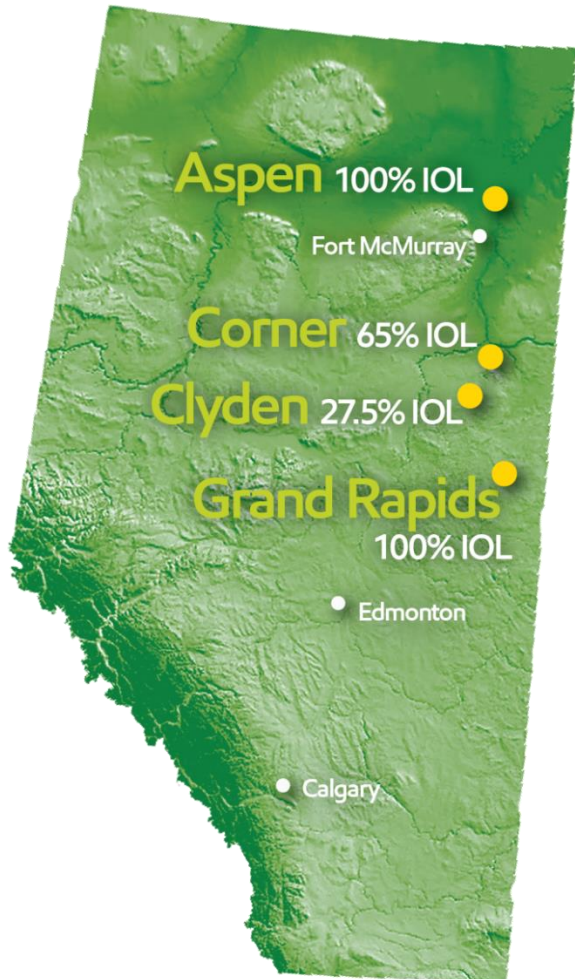 Aspen 100% IOL
Fort McMurray
Corner 65% IOL
Clyden 27.5% IOL
Grand Rapids
100% IOL
Edmonton
Calgary